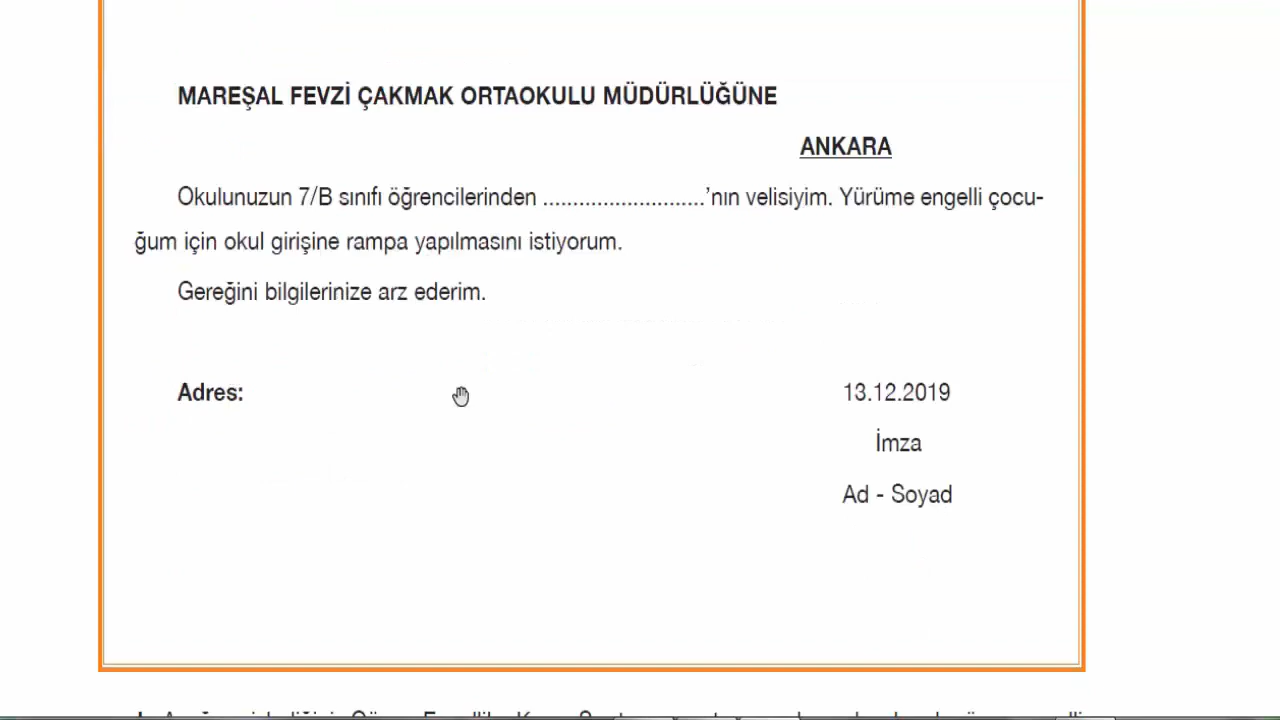 MAREŞAL FEVZİ ÇAKMAK ORTAOKULU MÜDÜRLÜĞÜNE
ANKARA
Okulunuzun 7/B sınıfı öğrencilerinden ...........................’nın velisiyim. Yürüme engelli çocu-
ğum için okul girişine rampa yapılmasını istiyorum.
Gereğini bilgilerinize arz ederim.
Adres:
13.12.2019
İmza
Ad - Soyad